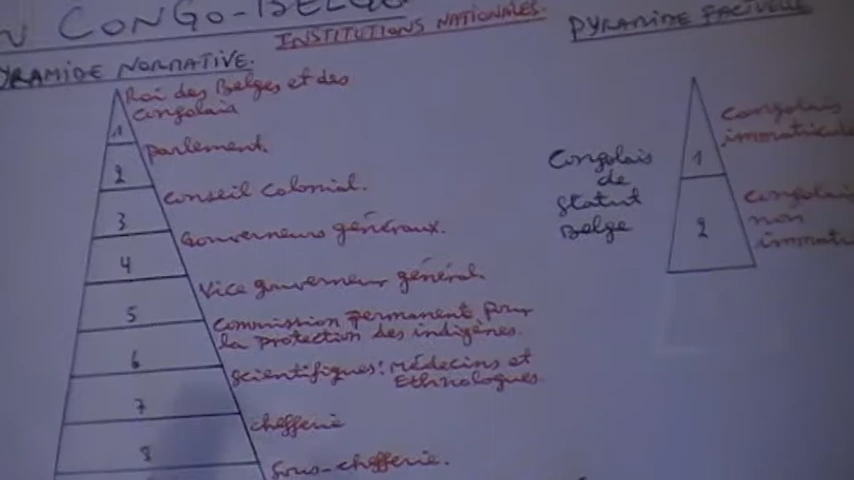 CONGO-BELGE
INSTITUTIONS NATIONALES.
PYRAMIDE NORMATIVE.
Roi des Belges et des
congolais
1
parlement.
2
conseil colonial.
3
Gouverneurs généraux.
4
Vice gouverneur général.
5
commission permanent pour
la protection des indigènes.
6
scientifiques: Médecins et
Ethnologues.
7
chefferie
8
Sous-chefferie.
PYRAMIDE FACTUELLE
Congolais
de
statut
Belge
1
congolais
2
congolais
non